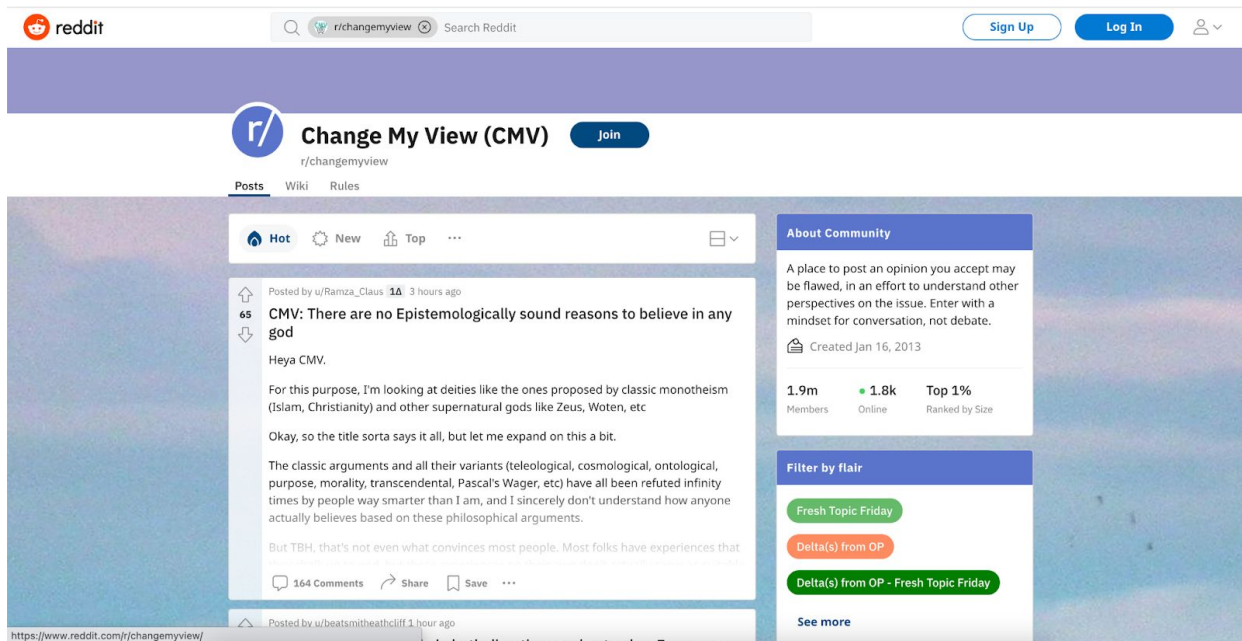 reddit
r/changemyview
Search Reddit
Sign Up
Log In
r/
Change My View (CMV)
Join
r/changemyview
Posts
Wiki
Rules
Hot
New
Top
Posted by u/Ramza_Claus 1∆ 3 hours ago
65
CMV: There are no Epistemologically sound reasons to believe in any
god
Heya CMV.
For this purpose, I'm looking at deities like the ones proposed by classic monotheism
(Islam, Christianity) and other supernatural gods like Zeus, Woten, etc
Okay, so the title sorta says it all, but let me expand on this a bit.
The classic arguments and all their variants (teleological, cosmological, ontological,
purpose, morality, transcendental, Pascal's Wager, etc) have all been refuted infinity
times by people way smarter than I am, and I sincerely don't understand how anyone
actually believes based on these philosophical arguments.
But TBH, that's not even what convinces most people. Most folks have experiences that
164 Comments
Share
Save
Posted by u/beatsmitheathcliff 1 hour ago
https://www.reddit.com/r/changemyview/
About Community
A place to post an opinion you accept may
be flawed, in an effort to understand other
perspectives on the issue. Enter with a
mindset for conversation, not debate.
Created Jan 16, 2013
1.9m
Members
1.8k
Online
Top 1%
Ranked by Size
Filter by flair
Fresh Topic Friday
Delta(s) from OP
Delta(s) from OP - Fresh Topic Friday
See more